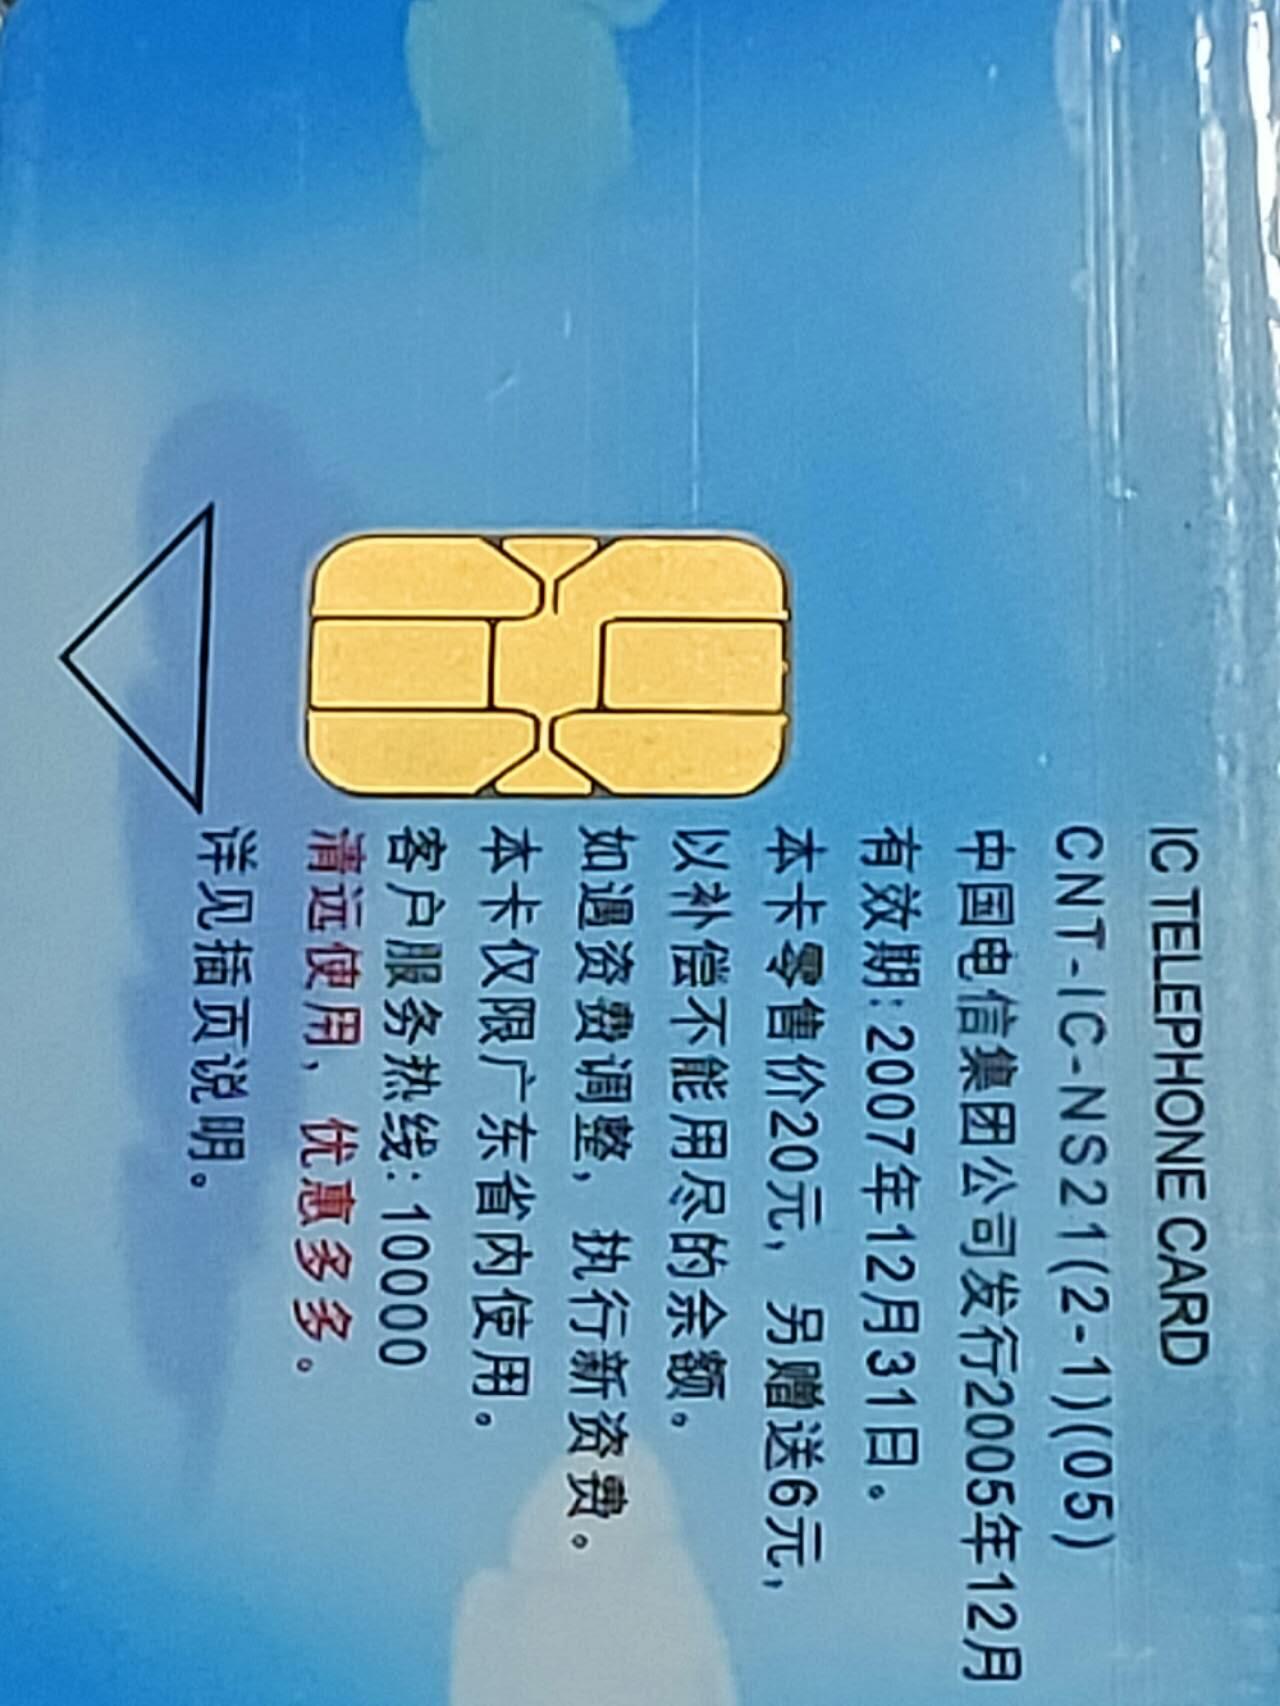 IC TELEPHONE CARD
CNT-IC-NS21(2-1)(05)
中国电信集团公司发行2005年12月
有效期:2007年12月31日。
本卡零售价20元，另赠送6元，
以补偿不能用尽的余额。
如遇资费调整，执行新资费。
本卡仅限广东省内使用。
客户服务热线:10000
清远使用，优惠多多。
详见插页说明。